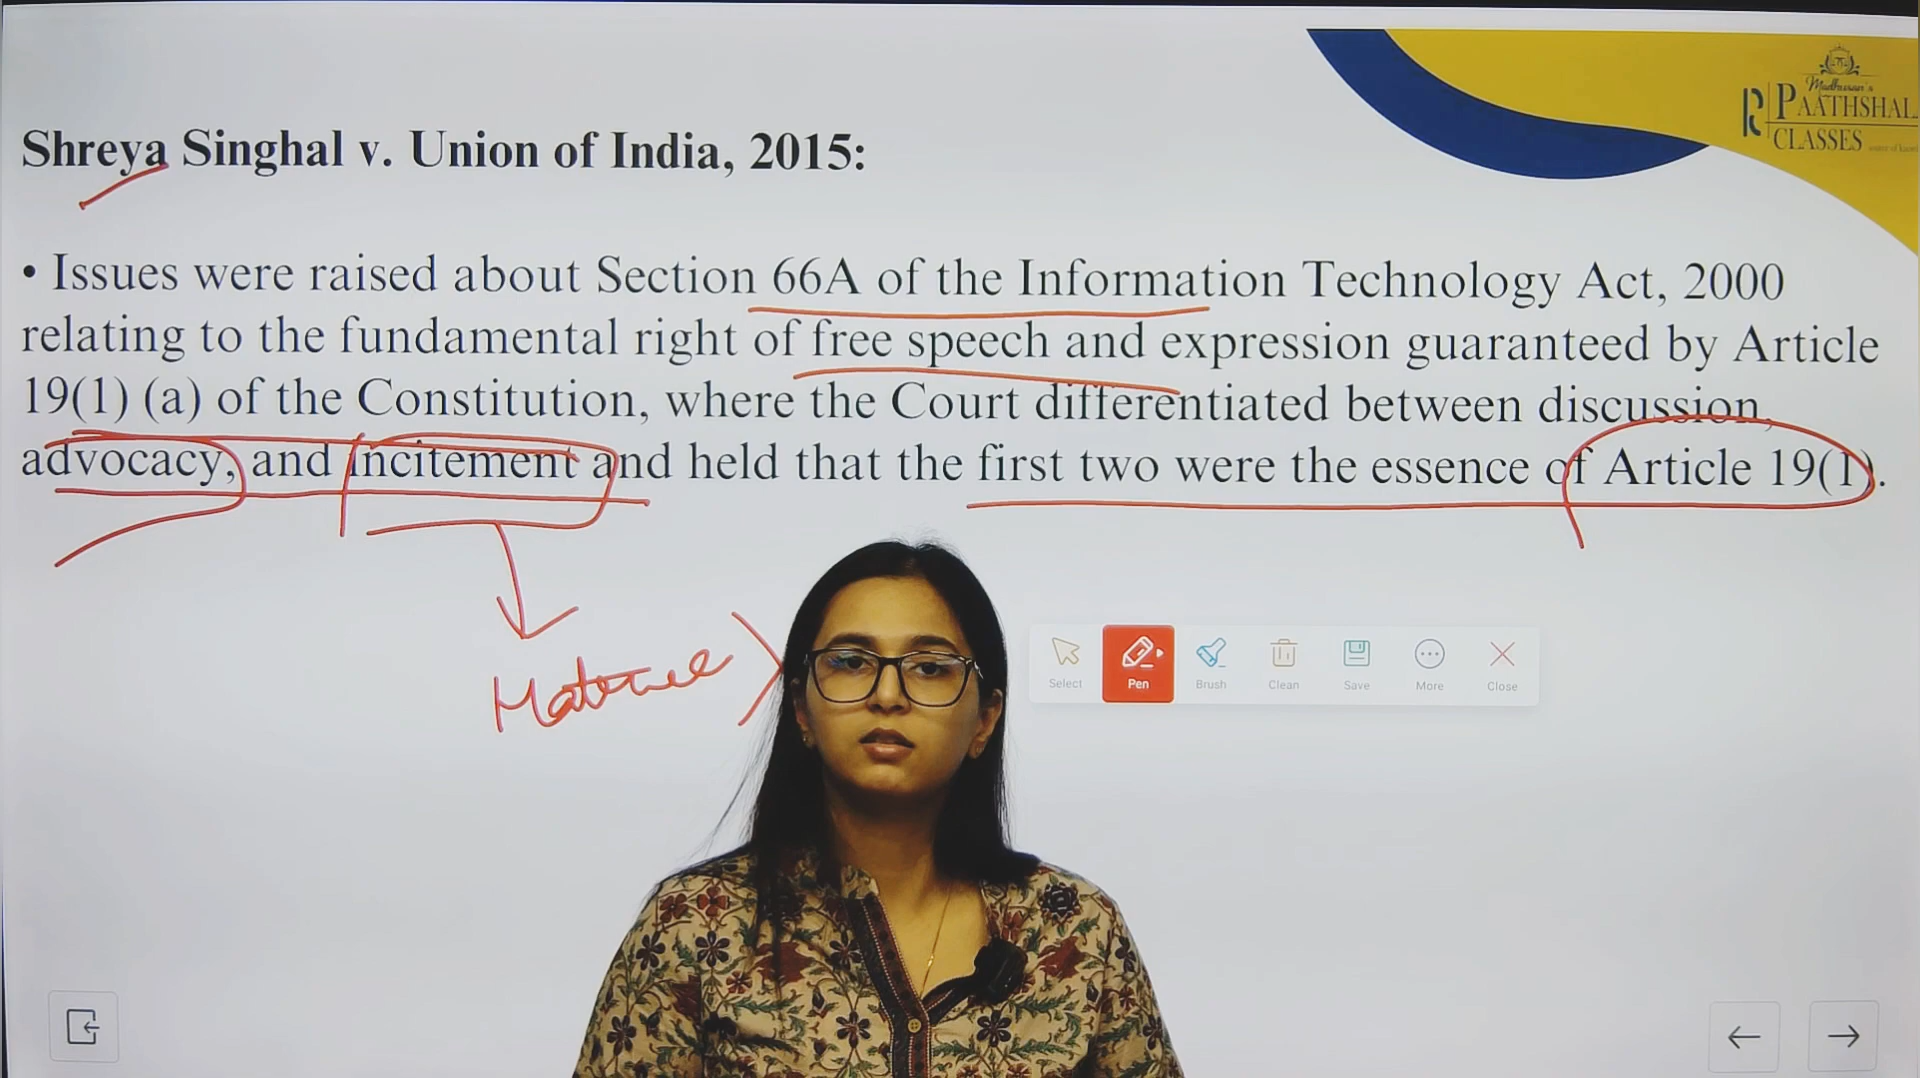 Madhusan's
PAATHSHAL
CLASSES
Shreya Singhal v. Union of India, 2015:
• Issues were raised about Section 66A of the Information Technology Act, 2000
relating to the fundamental right of free speech and expression guaranteed by Article
19(1) (a) of the Constitution, where the Court differentiated between discussion,
advocacy, and incitement and held that the first two were the essence of Article 19(1).
Select
Pen
Brush
Clean
Save
More
Close